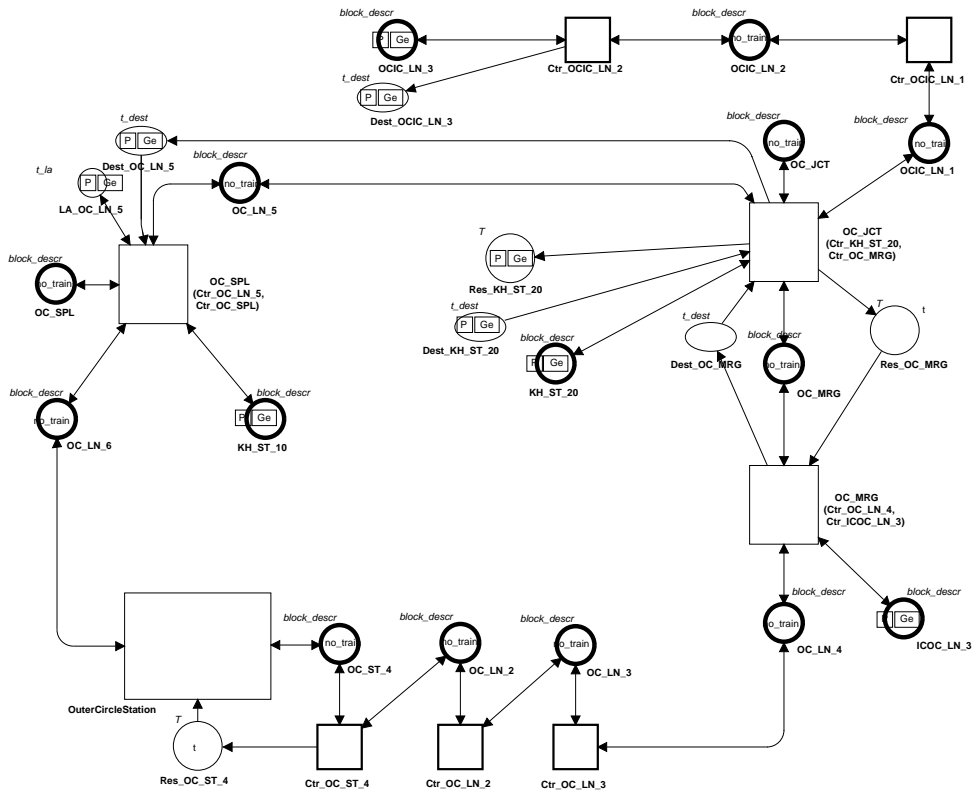 block_descr
P Ge
OCIC_LN_3
t_dest
P Ge
Dest_OCIC_LN_3
Ctr_OCIC_LN_2
block_descr
no_train
OCIC_LN_2
Ctr_OCIC_LN_1
block_descr
no_train
OCIC_LN_1
block_descr
no_train
OC_JCT
t_dest
P Ge
Dest_OC_LN_5
t_la
P Ge
LA_OC_LN_5
block_descr
no_train
OC_LN_5
OC_JCT
(Ctr_KH_ST_20,
Ctr_OC_MRG)
T
P Ge
Res_KH_ST_20
block_descr
no_train
OC_SPL
OC_SPL
(Ctr_OC_LN_5,
Ctr_OC_SPL)
t_dest
P Ge
Dest_KH_ST_20
block_descr
P Ge
KH_ST_20
t_dest
Dest_OC_MRG
block_descr
no_train
OC_MRG
T
t
Res_OC_MRG
block_descr
no_train
OC_LN_6
block_descr
P Ge
KH_ST_10
OC_MRG
(Ctr_OC_LN_4,
Ctr_ICOC_LN_3)
block_descr
no_train
OC_LN_4
block_descr
Ge
ICOC_LN_3
OuterCircleStation
block_descr
no_train
OC_ST_4
block_descr
no_train
OC_LN_2
block_descr
no_train
OC_LN_3
T
t
Res_OC_ST_4
Ctr_OC_ST_4
Ctr_OC_LN_2
Ctr_OC_LN_3